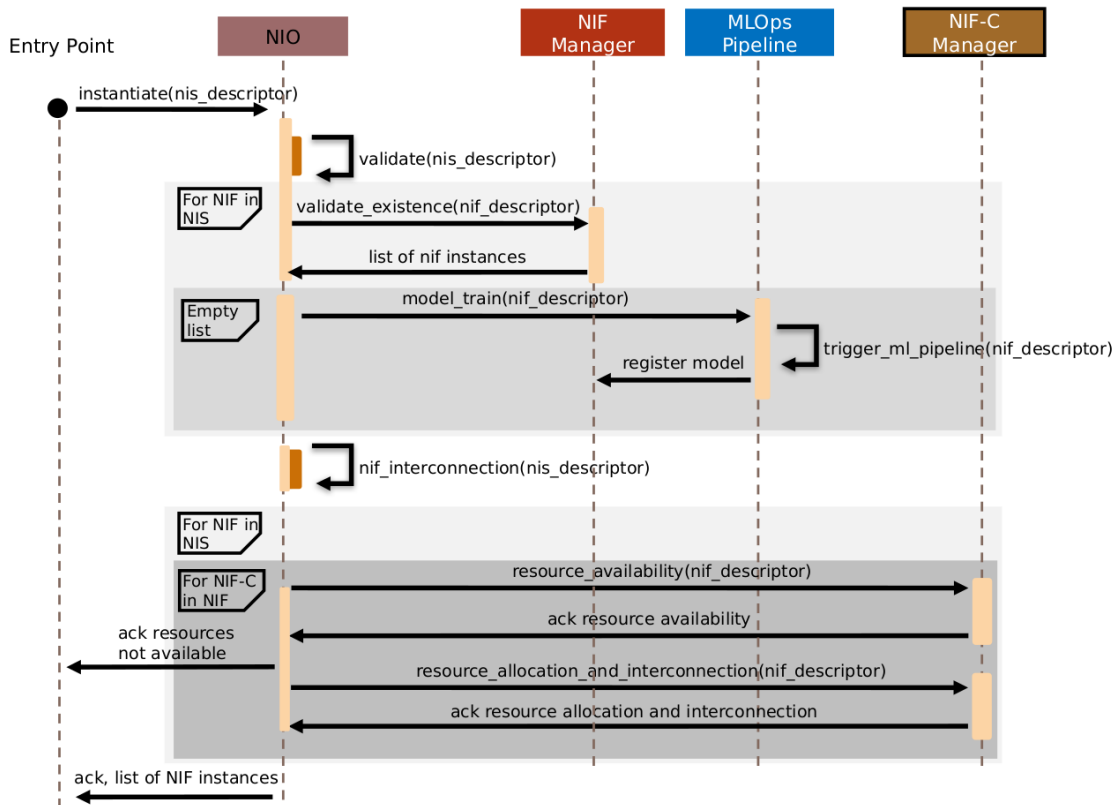 Entry Point
NIO
NIF
Manager
MLOps
Pipeline
NIF-C
Manager
instantiate(nis_descriptor)
validate(nis_descriptor)
For NIF in
NIS
validate_existence(nif_descriptor)
list of nif instances
Empty
list
model_train(nif_descriptor)
trigger_ml_pipeline(nif_descriptor)
register model
nif_interconnection(nis_descriptor)
For NIF in
NIS
For NIF-C
in NIF
resource_availability(nif_descriptor)
ack resource availability
ack resources
not available
resource_allocation_and_interconnection(nif_descriptor)
ack resource allocation and interconnection
ack, list of NIF instances